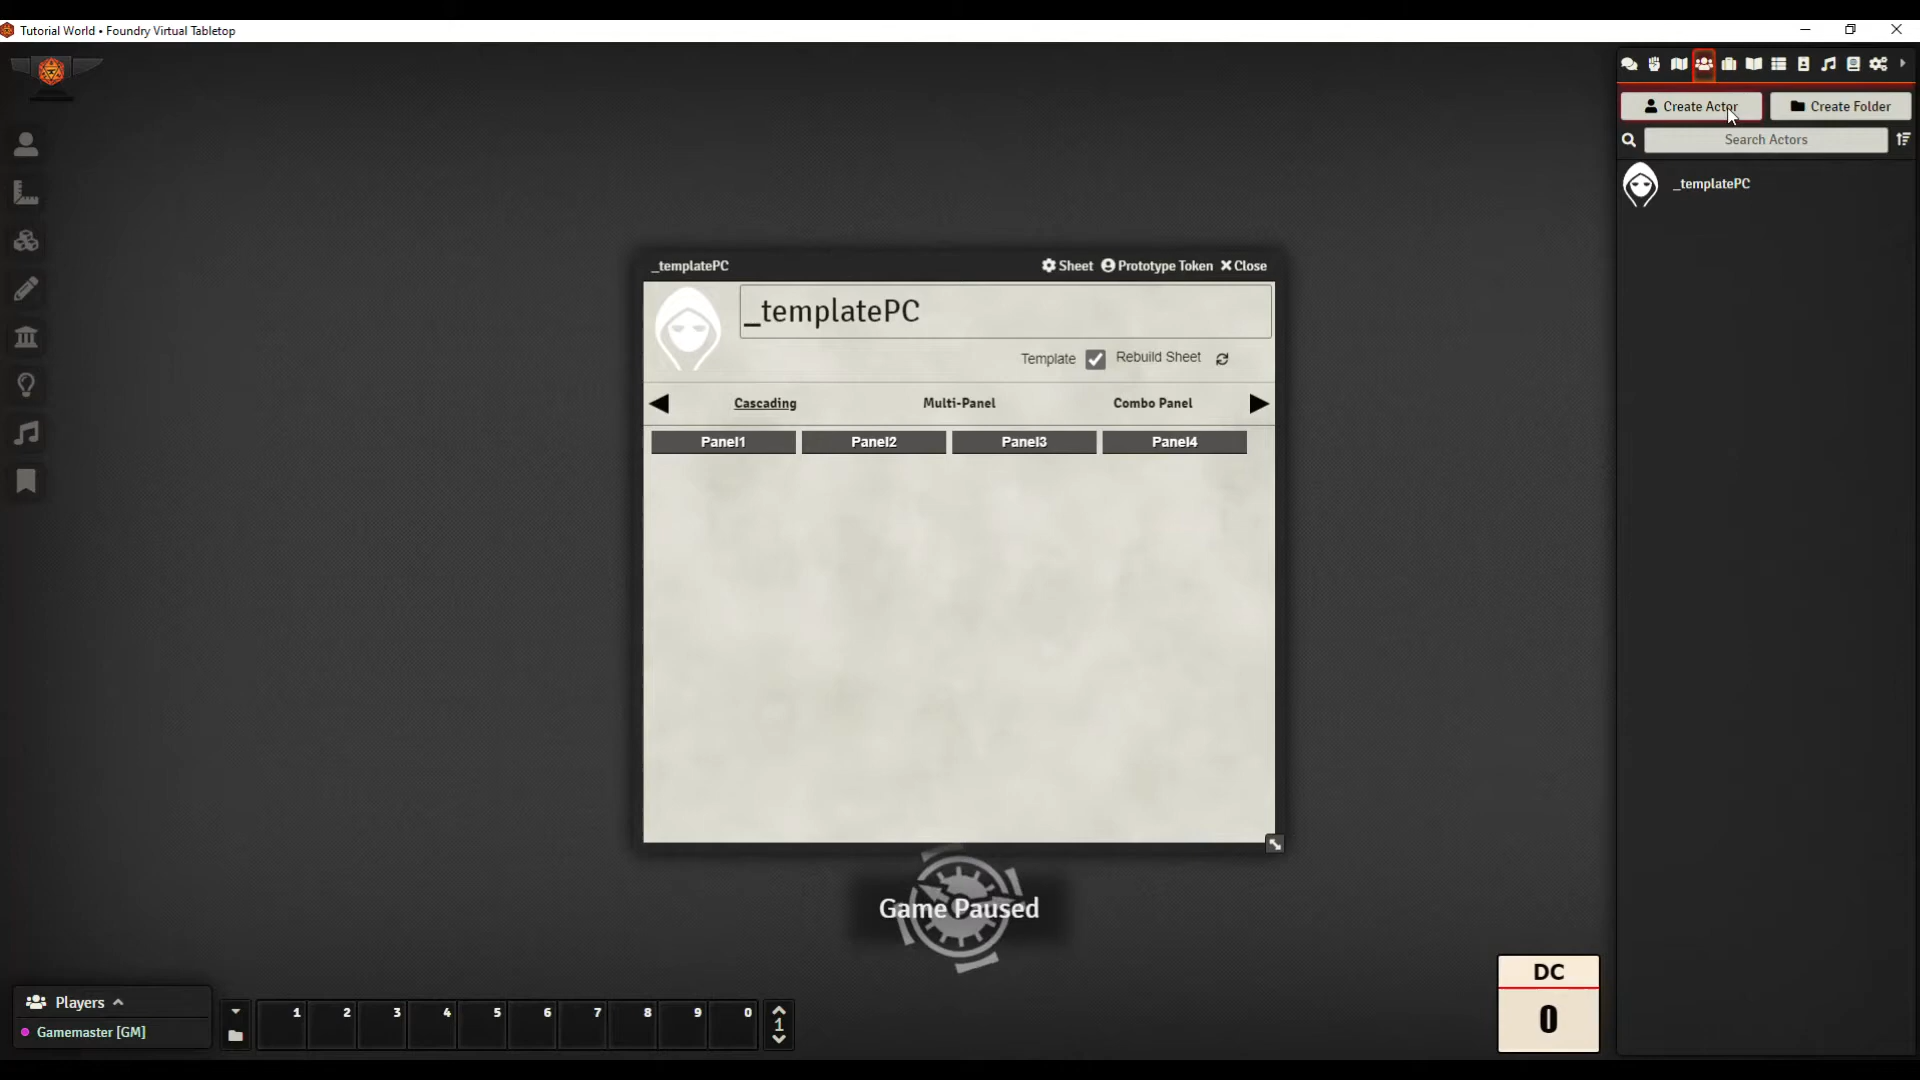 Tutorial World • Foundry Virtual Tabletop
Create Actor
Create Folder
Search Actors
_templatePC
_templatePC
Sheet
Prototype Token
Close
_templatePC
Template
Rebuild Sheet
Cascading
Multi-Panel
Combo Panel
Panel1
Panel2
Panel3
Panel4
Game Paused
DC
0
Players
Gamemaster [GM]
1
2
3
4
5
6
7
8
9
0
1